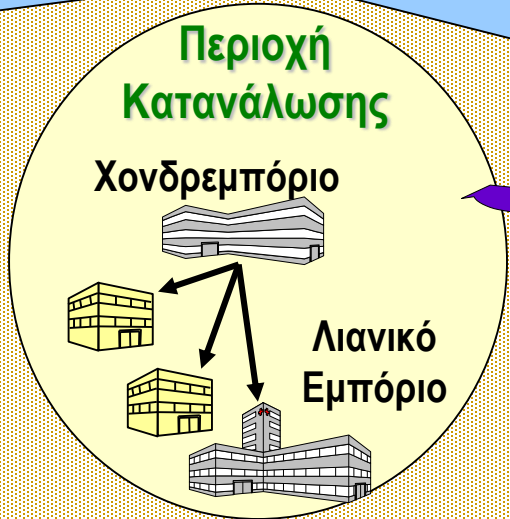 Περιοχή
Κατανάλωσης
Χονδρεμπόριο
Λιανικό
Εμπόριο